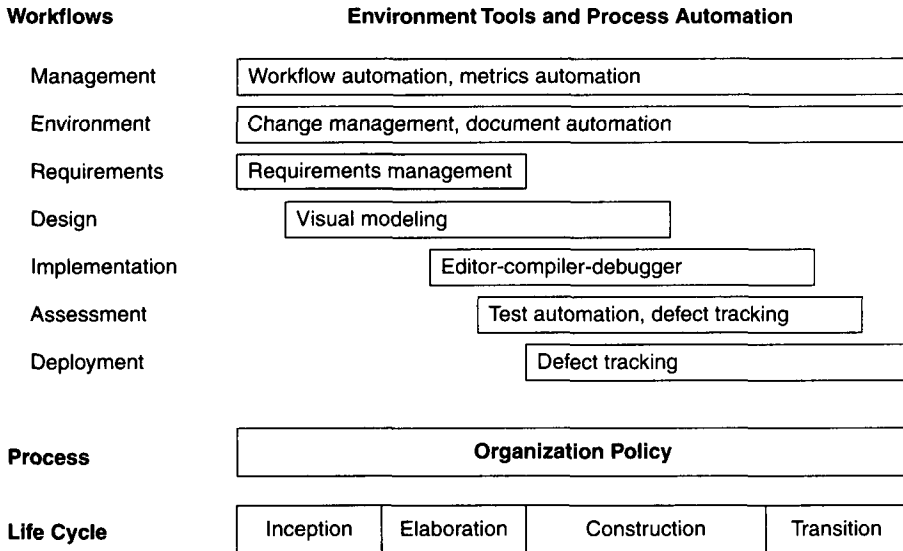 Workflows Environment Tools and Process Automation
Management Workflow automation, metrics automation
Environment Change management, document automation
Requirements Requirements management
Design Visual modeling
Implementation Editor-compiler-debugger
Assessment Test automation, defect tracking
Deployment Defect tracking
Process Organization Policy
Life Cycle Inception Elaboration Construction Transition